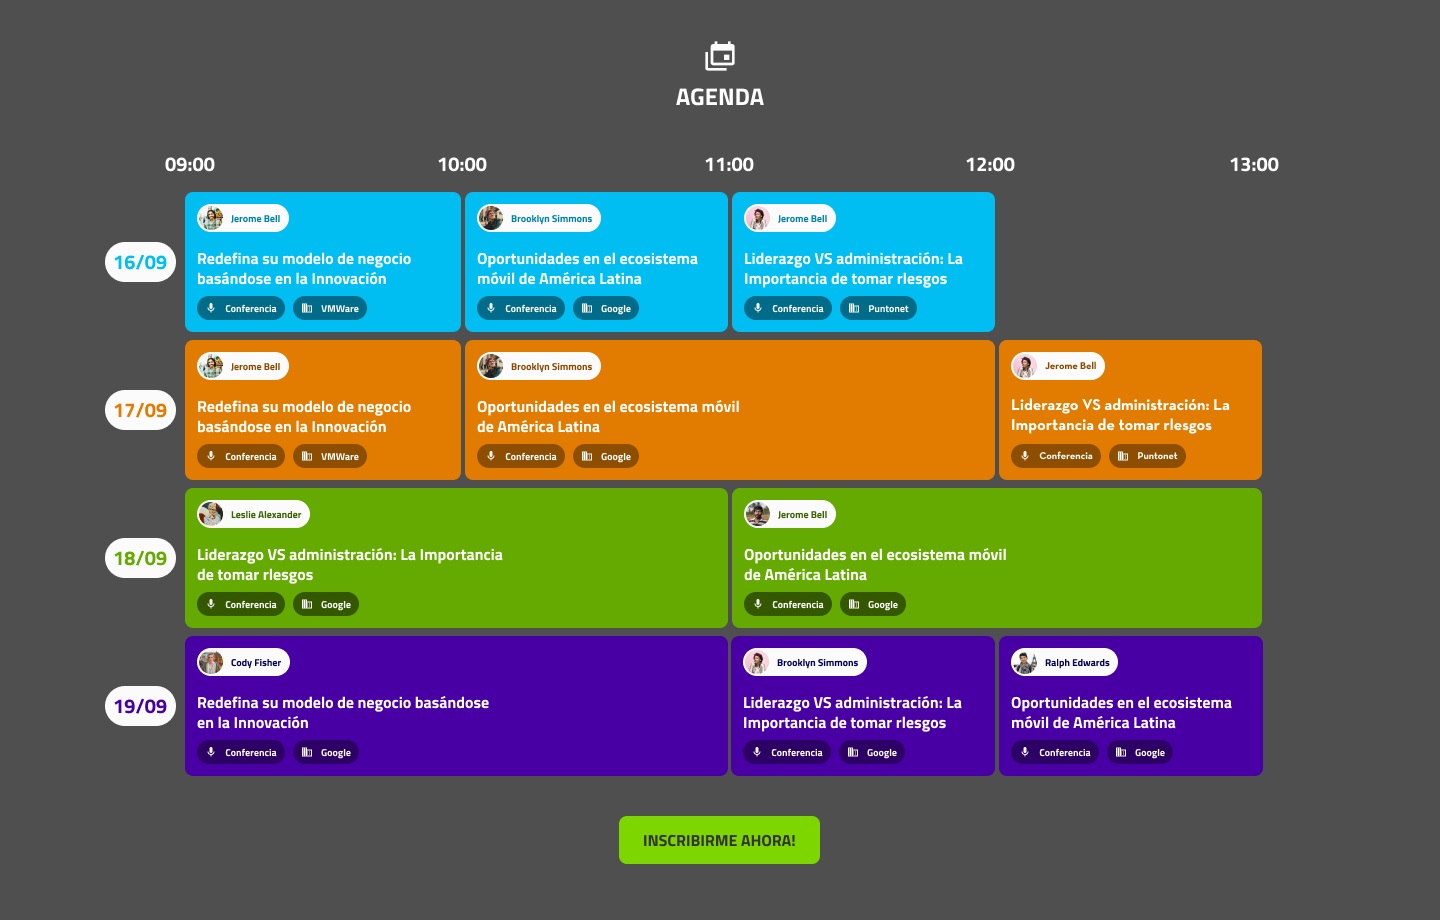 AGENDA
09:00 10:00 11:00 12:00 13:00
16/09
Jerome Bell
Redefina su modelo de negocio
basándose en la Innovación
Conferencia VMWare
Brooklyn Simmons
Oportunidades en el ecosistema
móvil de América Latina
Conferencia Google
Jerome Bell
Liderazgo VS administración: La
Importancia de tomar rlesgos
Conferencia Puntonet
17/09
Jerome Bell
Redefina su modelo de negocio
basándose en la Innovación
Conferencia VMWare
Brooklyn Simmons
Oportunidades en el ecosistema móvil
de América Latina
Conferencia Google
Jerome Bell
Liderazgo VS administración: La
Importancia de tomar rlesgos
Conferencia Puntonet
18/09
Leslie Alexander
Liderazgo VS administración: La Importancia
de tomar rlesgos
Conferencia Google
Jerome Bell
Oportunidades en el ecosistema móvil
de América Latina
Conferencia Google
19/09
Cody Fisher
Redefina su modelo de negocio basándose
en la Innovación
Conferencia Google
Brooklyn Simmons
Liderazgo VS administración: La
Importancia de tomar rlesgos
Conferencia Google
Ralph Edwards
Oportunidades en el ecosistema
móvil de América Latina
Conferencia Google
INSCRIBIRME AHORA!